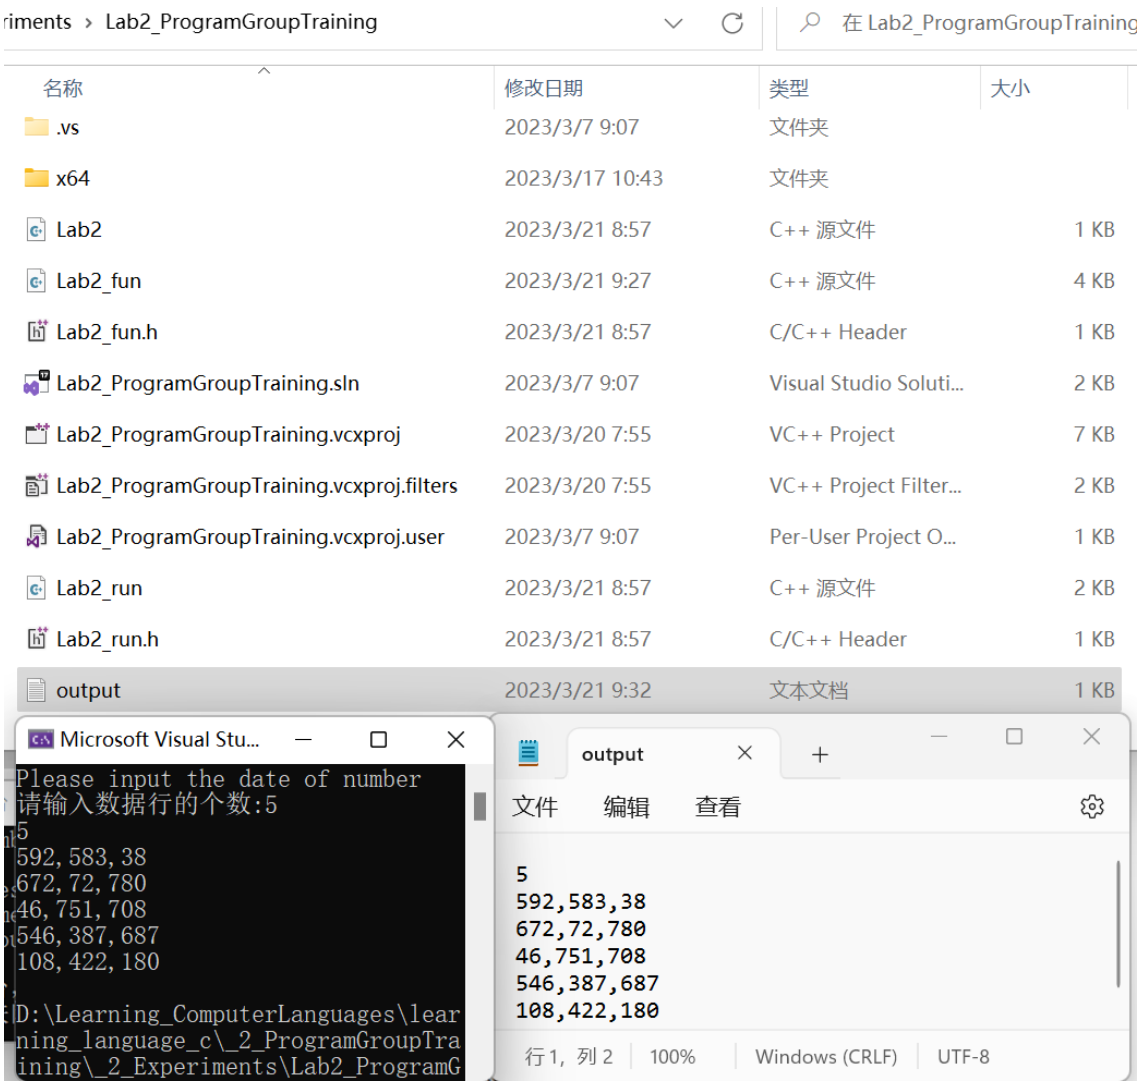 riments > Lab2_ProgramGroupTraining 在 Lab2_ProgramGroupTraining
名称 修改日期 类型 大小
.vs 2023/3/7 9:07 文件夹
x64 2023/3/17 10:43 文件夹
Lab2 2023/3/21 8:57 C++ 源文件 1 KB
Lab2_fun 2023/3/21 9:27 C++ 源文件 4 KB
Lab2_fun.h 2023/3/21 8:57 C/C++ Header 1 KB
Lab2_ProgramGroupTraining.sln 2023/3/7 9:07 Visual Studio Soluti... 2 KB
Lab2_ProgramGroupTraining.vcxproj 2023/3/20 7:55 VC++ Project 7 KB
Lab2_ProgramGroupTraining.vcxproj.filters 2023/3/20 7:55 VC++ Project Filter... 2 KB
Lab2_ProgramGroupTraining.vcxproj.user 2023/3/7 9:07 Per-User Project O... 1 KB
Lab2_run 2023/3/21 8:57 C++ 源文件 2 KB
Lab2_run.h 2023/3/21 8:57 C/C++ Header 1 KB
output 2023/3/21 9:32 文本文档 1 KB
Microsoft Visual Stu...
Please input the date of number
请输入数据行的个数:5
5
592,583,38
672,72,780
46,751,708
546,387,687
108,422,180
D:\Learning_ComputerLanguages\lear
ning_language_c\_2_ProgramGroupTra
ining\_2_Experiments\Lab2_ProgramG
output
文件 编辑 查看
5
592,583,38
672,72,780
46,751,708
546,387,687
108,422,180
行 1, 列 2 100% Windows (CRLF) UTF-8